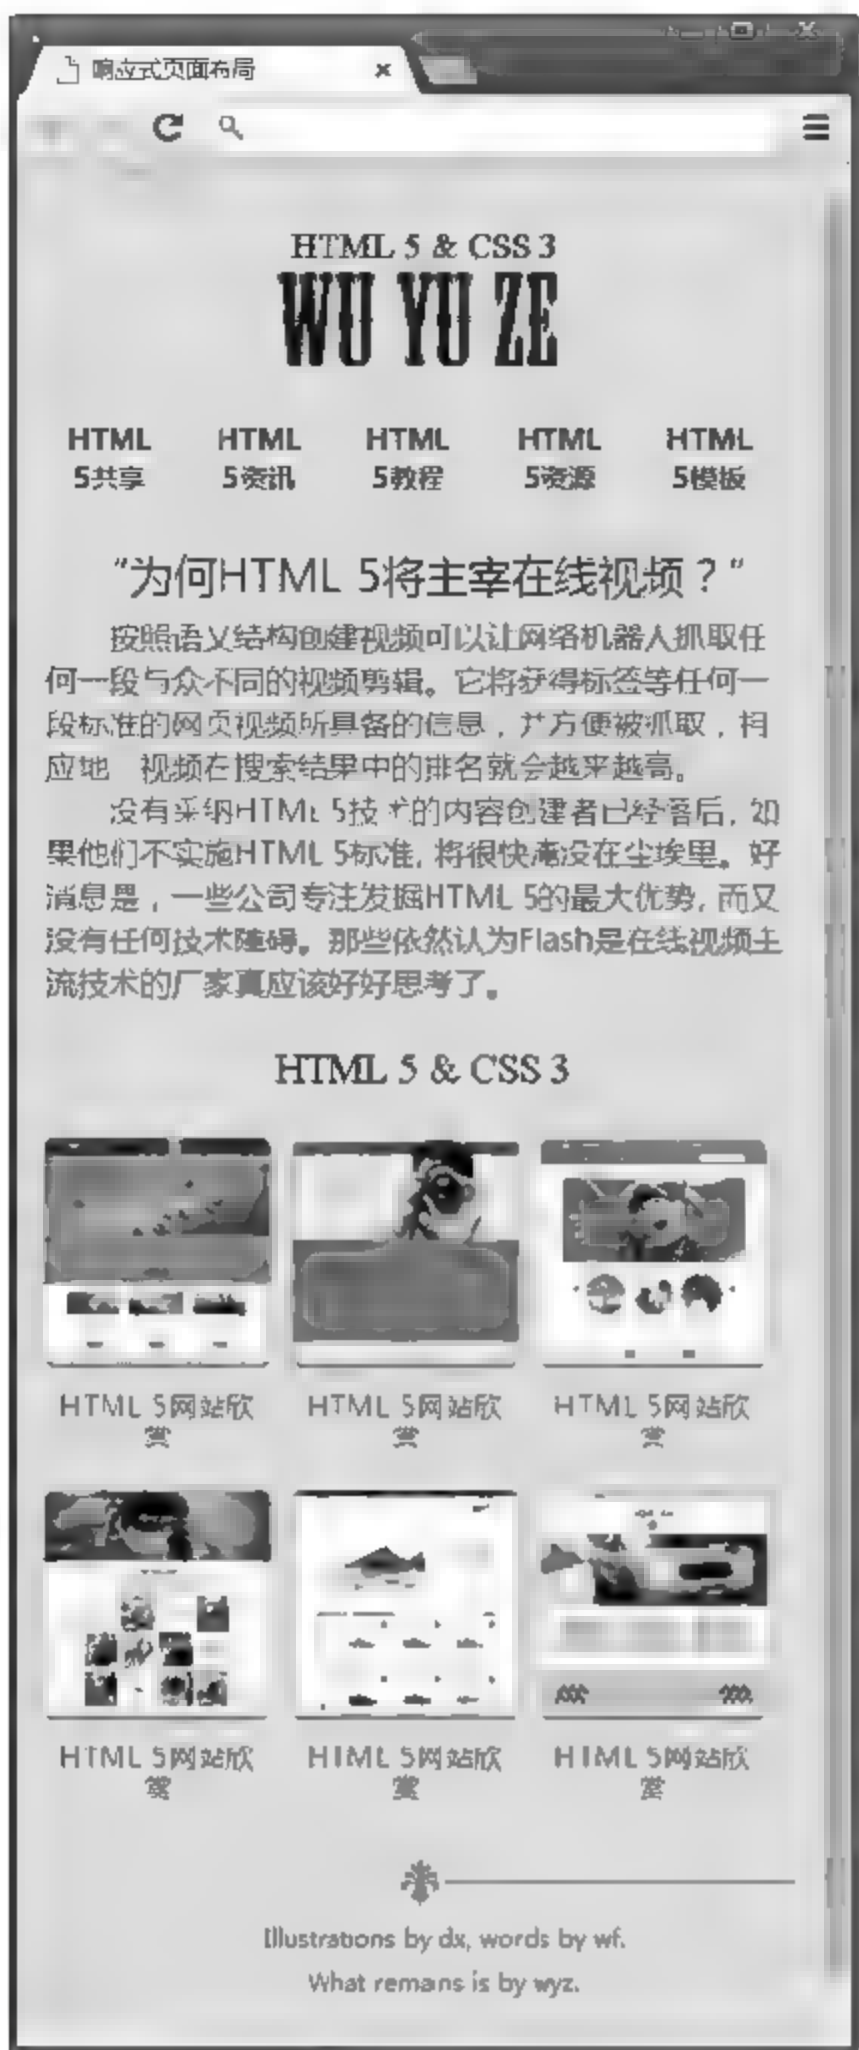 响应式页面布局
HTML 5 & CSS 3
WU YU ZE
HTML HTML HTML HTML HTML
5共享 5资讯 5教程 5资源 5模板
“为何HTML 5将主宰在线视频？”
按照语义结构创建视频可以让网络机器人抓取任
何一段与众不同的视频剪辑。它将获得标签等任何一
段标准的网页视频所具备的信息，并方便被抓取，相
应地 视频在搜索结果中的排名就会越来越高。
没有采纳HTML 5技术的内容创建者已经落后, 如
果他们不实施HTML 5标准, 将很快淹没在尘埃里。好
消息是，一些公司专注发掘HTML 5的最大优势, 而又
没有任何技术障碍。那些依然认为Flash是在线视频主
流技术的厂家真应该好好思考了。
HTML 5 & CSS 3
HTML 5网站欣 HTML 5网站欣 HTML 5网站欣
赏 赏 赏
HTML 5网站欣 HTML 5网站欣 HTML 5网站欣
赏 赏 赏
Illustrations by dx, words by wf.
What remans is by wyz.